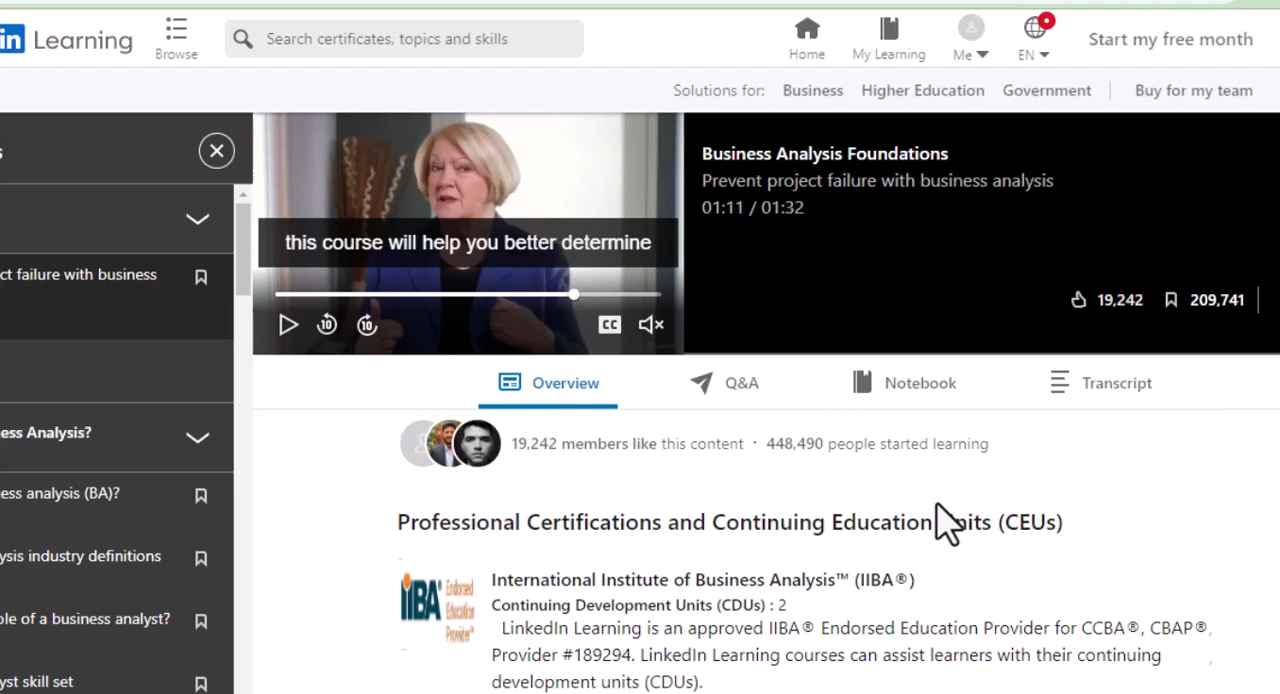 in Learning
Browse
Search certificates, topics and skills
Home
My Learning
Me
EN
Start my free month
Solutions for:
Business
Higher Education
Government
Buy for my team
s
ct failure with business
ess Analysis?
ess analysis (BA)?
ysis industry definitions
ole of a business analyst?
yst skill set
this course will help you better determine
10
10
CC
Business Analysis Foundations
Prevent project failure with business analysis
01:11 / 01:32
19,242
209,741
Overview
Q&A
Notebook
Transcript
19,242 members like this content · 448,490 people started learning
Professional Certifications and Continuing Education Units (CEUs)
IIBA® Endorsed
Education
Provider™
International Institute of Business Analysis™ (IIBA®)
Continuing Development Units (CDUs) : 2
LinkedIn Learning is an approved IIBA® Endorsed Education Provider for CCBA®, CBAP®,
Provider #189294. LinkedIn Learning courses can assist learners with their continuing
development units (CDUs).